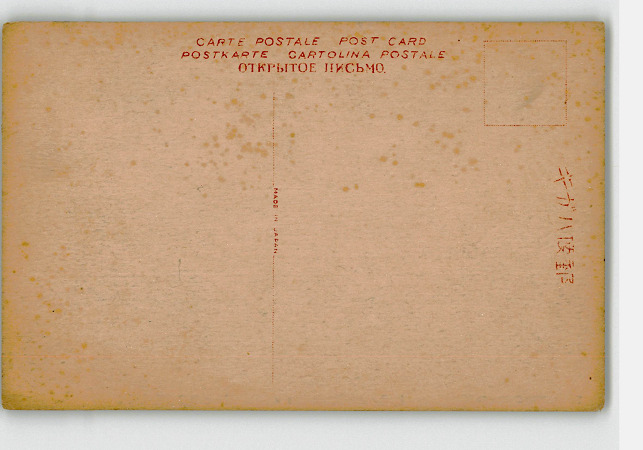 CARTE POSTALE POST CARD
POSTKARTE CARTOLINA POSTALE
ОТКРЫТОЕ ПИСЬМО.
MADE IN JAPAN